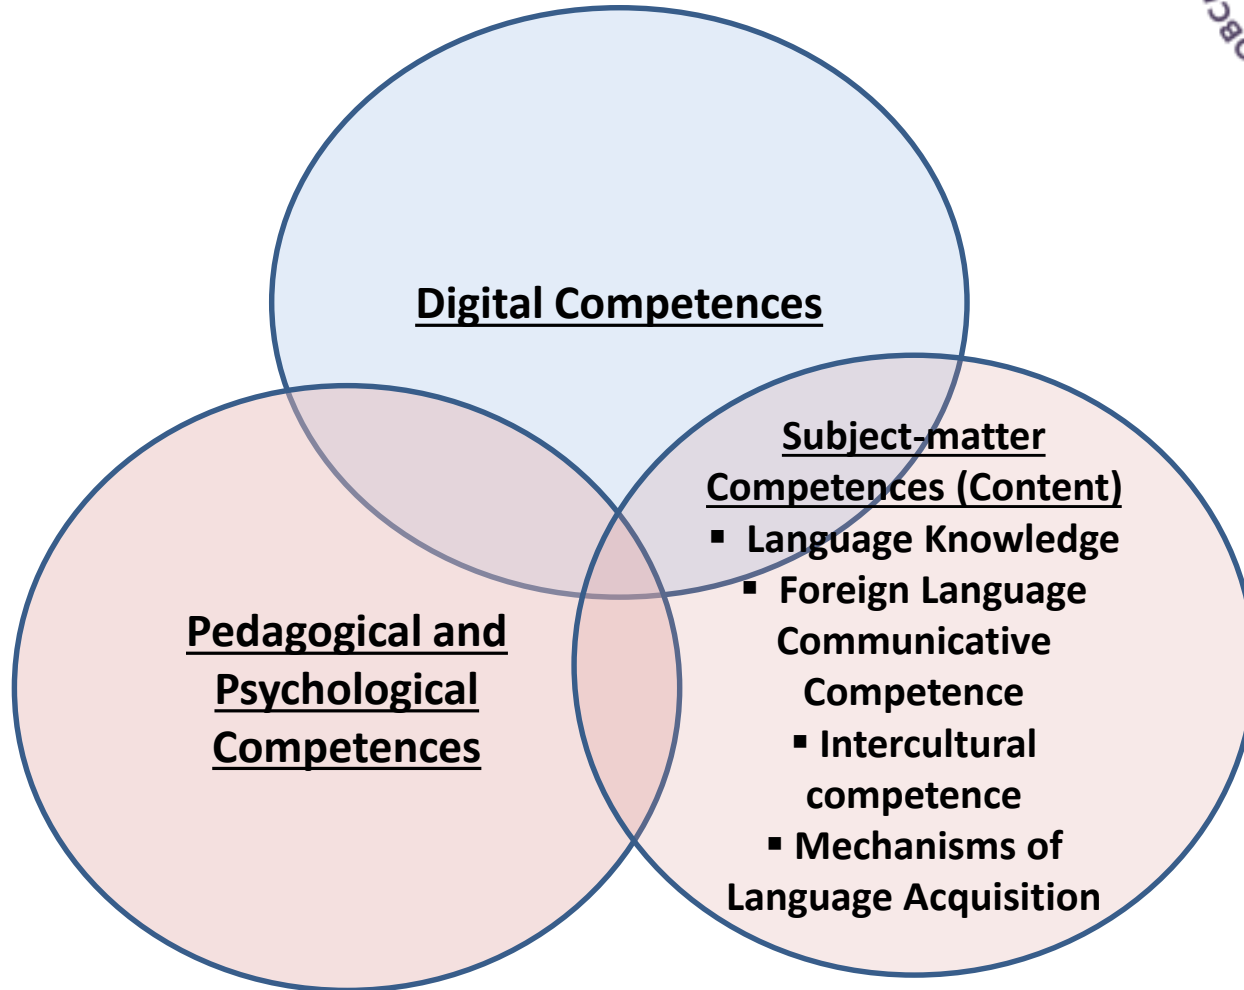 Digital Competences
Subject-matter
Competences (Content)
▪ Language Knowledge
▪ Foreign Language
Communicative
Competence
▪ Intercultural
competence
▪ Mechanisms of
Language Acquisition
Pedagogical and
Psychological
Competences